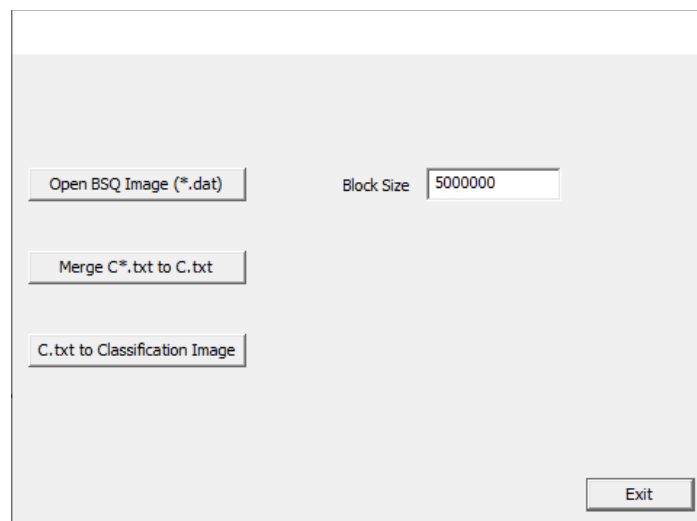 Open BSQ Image (*.dat)
Block Size
5000000
Merge C*.txt to C.txt
C.txt to Classification Image
Exit